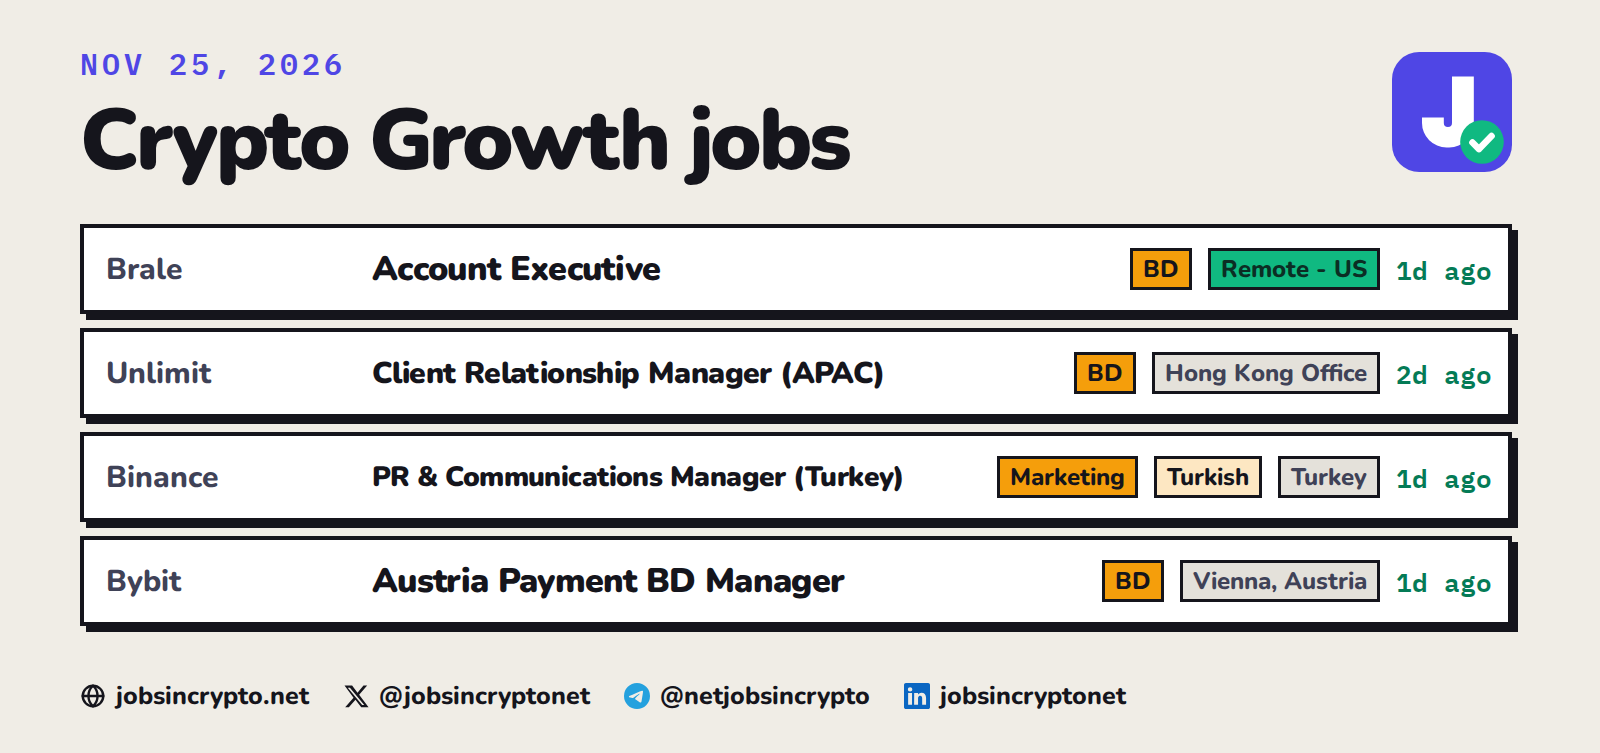 NOV 25, 2026
Crypto Growth jobs
J
Brale Account Executive BD Remote - US 1d ago
Unlimit Client Relationship Manager (APAC) BD Hong Kong Office 2d ago
Binance PR & Communications Manager (Turkey) Marketing Turkish Turkey 1d ago
Bybit Austria Payment BD Manager BD Vienna, Austria 1d ago
jobsincrypto.net @jobsincryptonet @netjobsincrypto jobsincryptonet